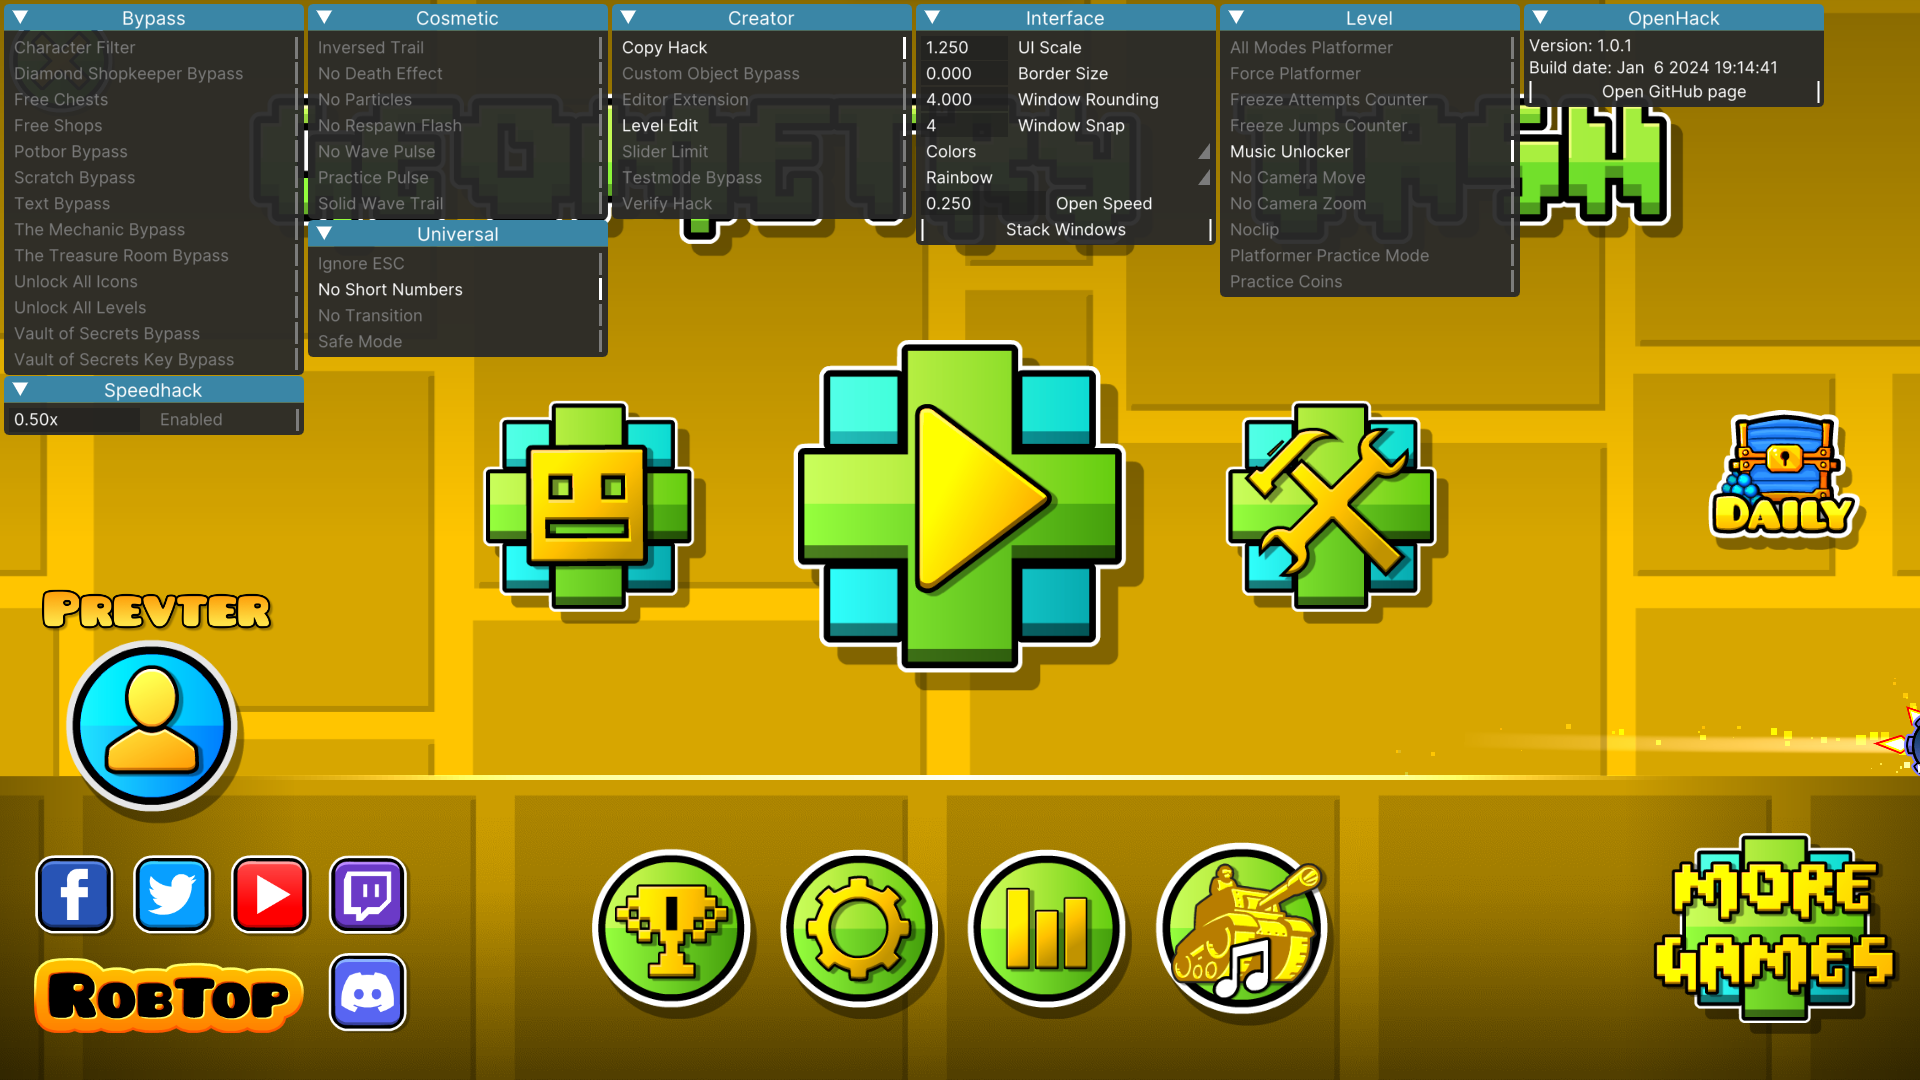 Bypass
Character Filter
Diamond Shopkeeper Bypass
Free Chests
Free Shops
Potbor Bypass
Scratch Bypass
Text Bypass
The Mechanic Bypass
The Treasure Room Bypass
Unlock All Icons
Unlock All Levels
Vault of Secrets Bypass
Vault of Secrets Key Bypass
Speedhack
0.50x Enabled
Cosmetic
Inversed Trail
No Death Effect
No Particles
No Respawn Flash
No Wave Pulse
Practice Pulse
Solid Wave Trail
Universal
Ignore ESC
No Short Numbers
No Transition
Safe Mode
Creator
Copy Hack
Custom Object Bypass
Editor Extension
Level Edit
Slider Limit
Testmode Bypass
Verify Hack
Interface
1.250 UI Scale
0.000 Border Size
4.000 Window Rounding
4 Window Snap
Colors
Rainbow
0.250 Open Speed
Stack Windows
Level
All Modes Platformer
Force Platformer
Freeze Attempts Counter
Freeze Jumps Counter
Music Unlocker
No Camera Move
No Camera Zoom
Noclip
Platformer Practice Mode
Practice Coins
OpenHack
Version: 1.0.1
Build date: Jan  6 2024 19:14:41
Open GitHub page
GEOMETRY DASH
DAILY
PREVTER
ROBTOP
MORE
GAMES